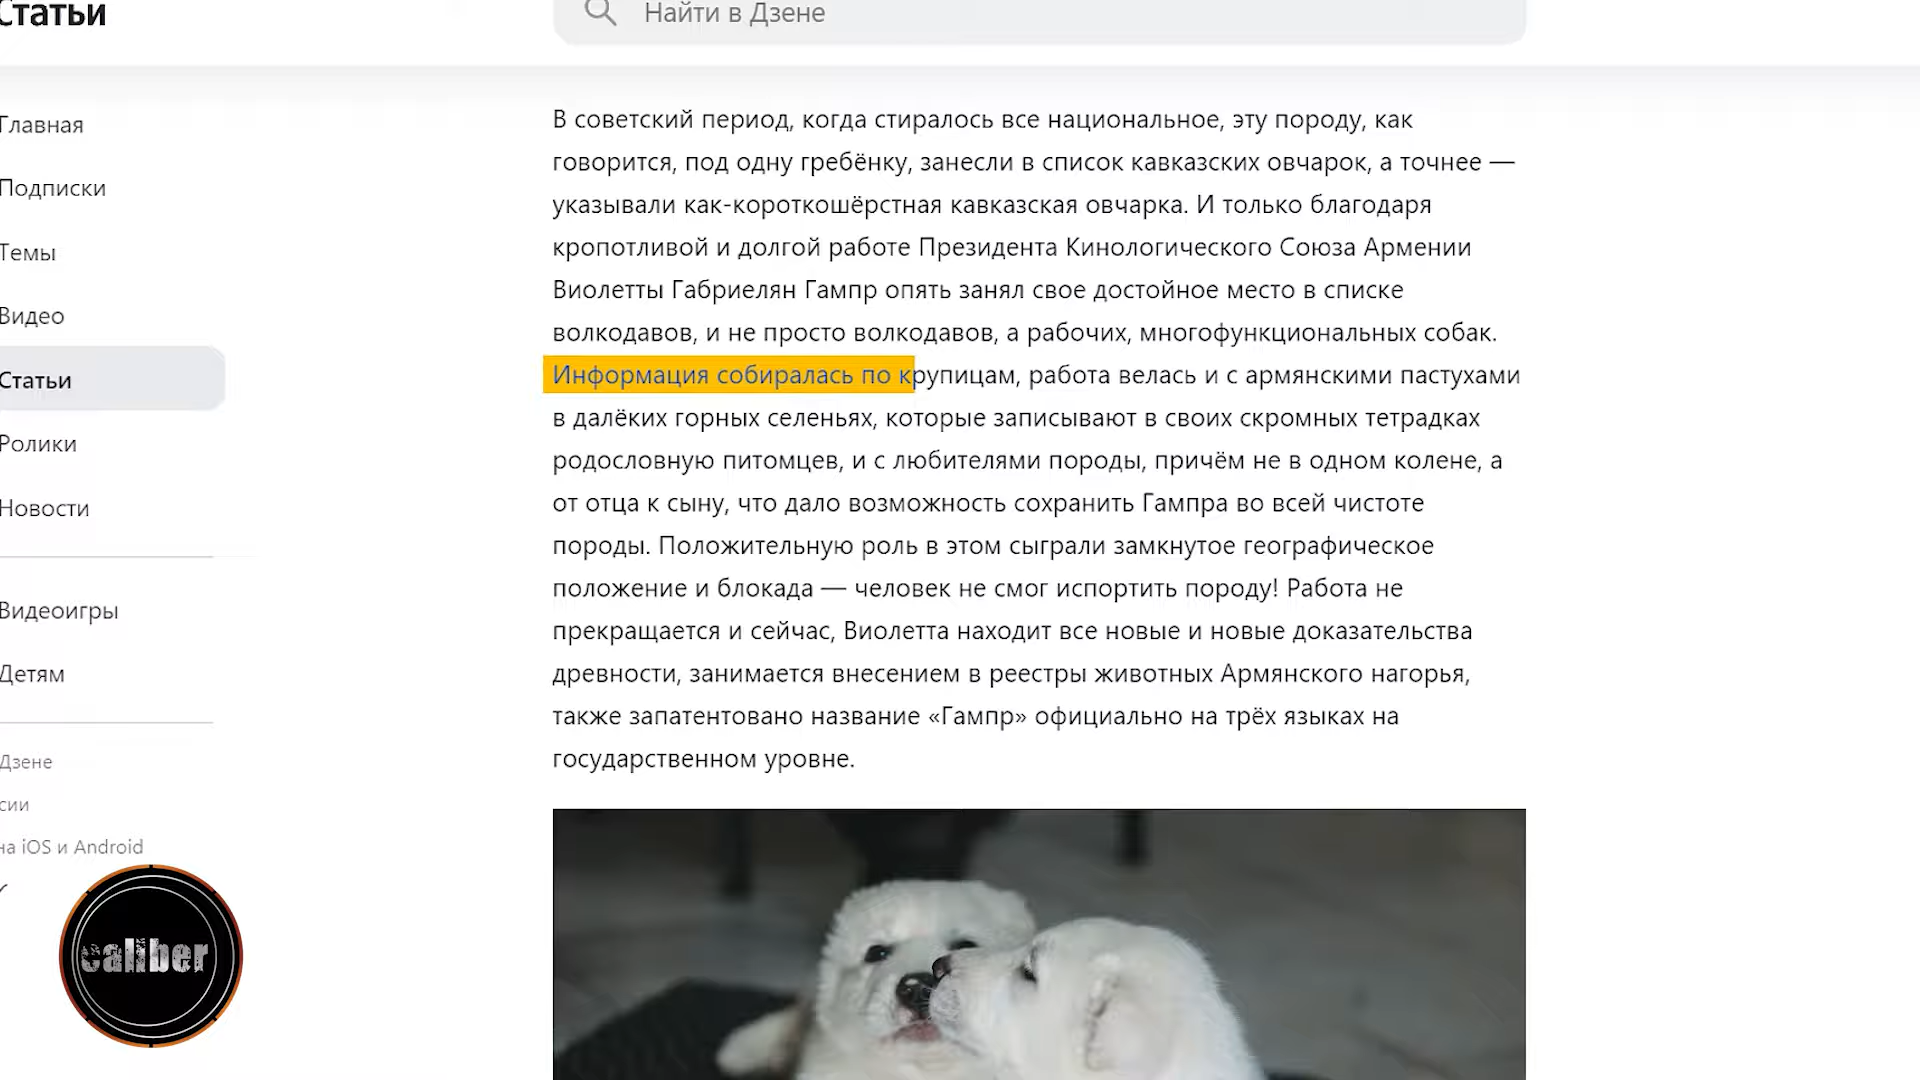 Статьи
Найти в Дзене
Главная
Подписки
Темы
Видео
Статьи
Ролики
Новости
Видеоигры
Детям
Дзене
сии
на iOS и Android
В советский период, когда стиралось все национальное, эту породу, как
говорится, под одну гребёнку, занесли в список кавказских овчарок, а точнее —
указывали как-короткошёрстная кавказская овчарка. И только благодаря
кропотливой и долгой работе Президента Кинологического Союза Армении
Виолетты Габриелян Гампр опять занял свое достойное место в списке
волкодавов, и не просто волкодавов, а рабочих, многофункциональных собак.
Информация собиралась по крупицам, работа велась и с армянскими пастухами
в далёких горных селеньях, которые записывают в своих скромных тетрадках
родословную питомцев, и с любителями породы, причём не в одном колене, а
от отца к сыну, что дало возможность сохранить Гампра во всей чистоте
породы. Положительную роль в этом сыграли замкнутое географическое
положение и блокада — человек не смог испортить породу! Работа не
прекращается и сейчас, Виолетта находит все новые и новые доказательства
древности, занимается внесением в реестры животных Армянского нагорья,
также запатентовано название «Гампр» официально на трёх языках на
государственном уровне.
caliber